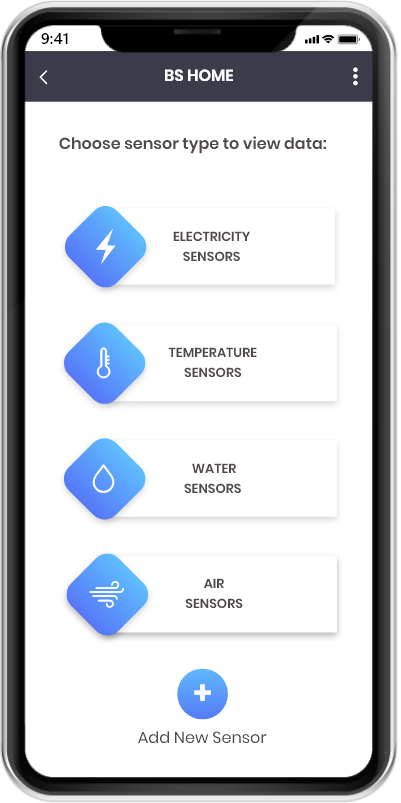 9:41
BS HOME
Choose sensor type to view data:
ELECTRICITY
SENSORS
TEMPERATURE
SENSORS
WATER
SENSORS
AIR
SENSORS
Add New Sensor